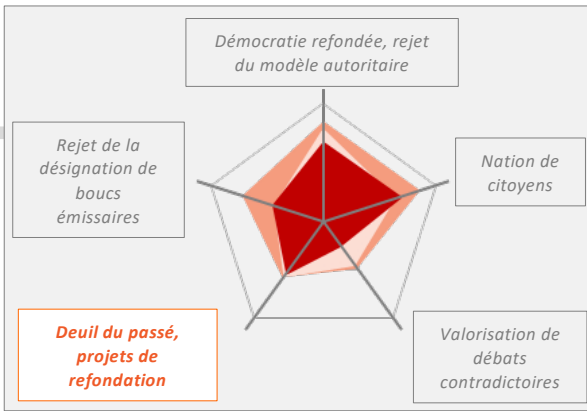 Démocratie refondée, rejet
du modèle autoritaire
Rejet de la
désignation de
boucs
émissaires
Nation de
citoyens
Deuil du passé,
projets de
refondation
Valorisation de
débats
contradictoires